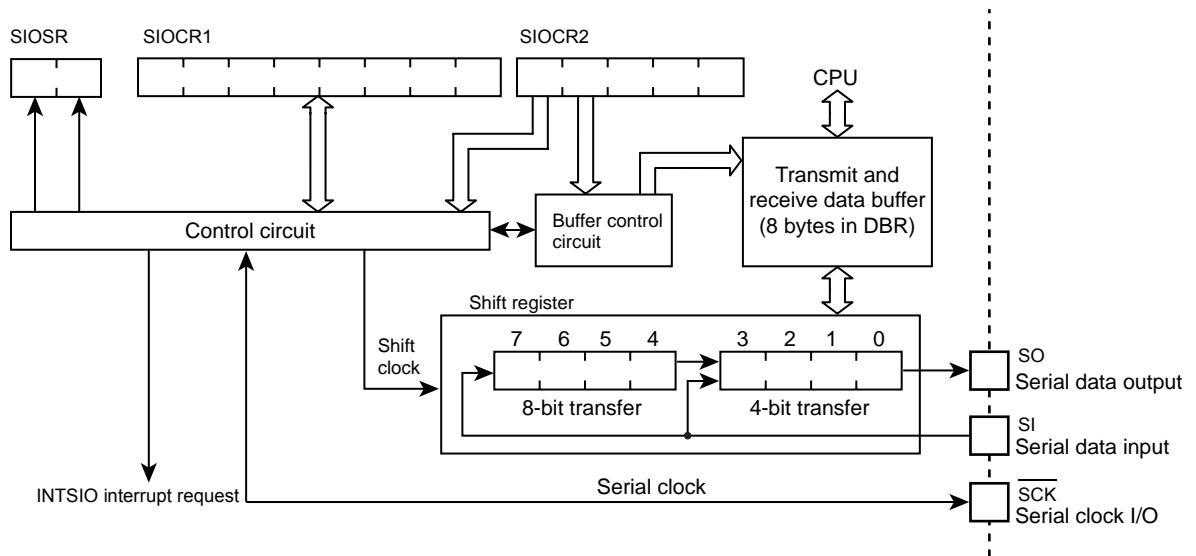 SIOSR
SIOCR1
SIOCR2
CPU
Transmit and
receive data buffer
(8 bytes in DBR)
Control circuit
Buffer control
circuit
Shift register
7 6 5 4 3 2 1 0
Shift
clock
8-bit transfer
4-bit transfer
SO
Serial data output
SI
Serial data input
INTSIO interrupt request
Serial clock
SCK
Serial clock I/O